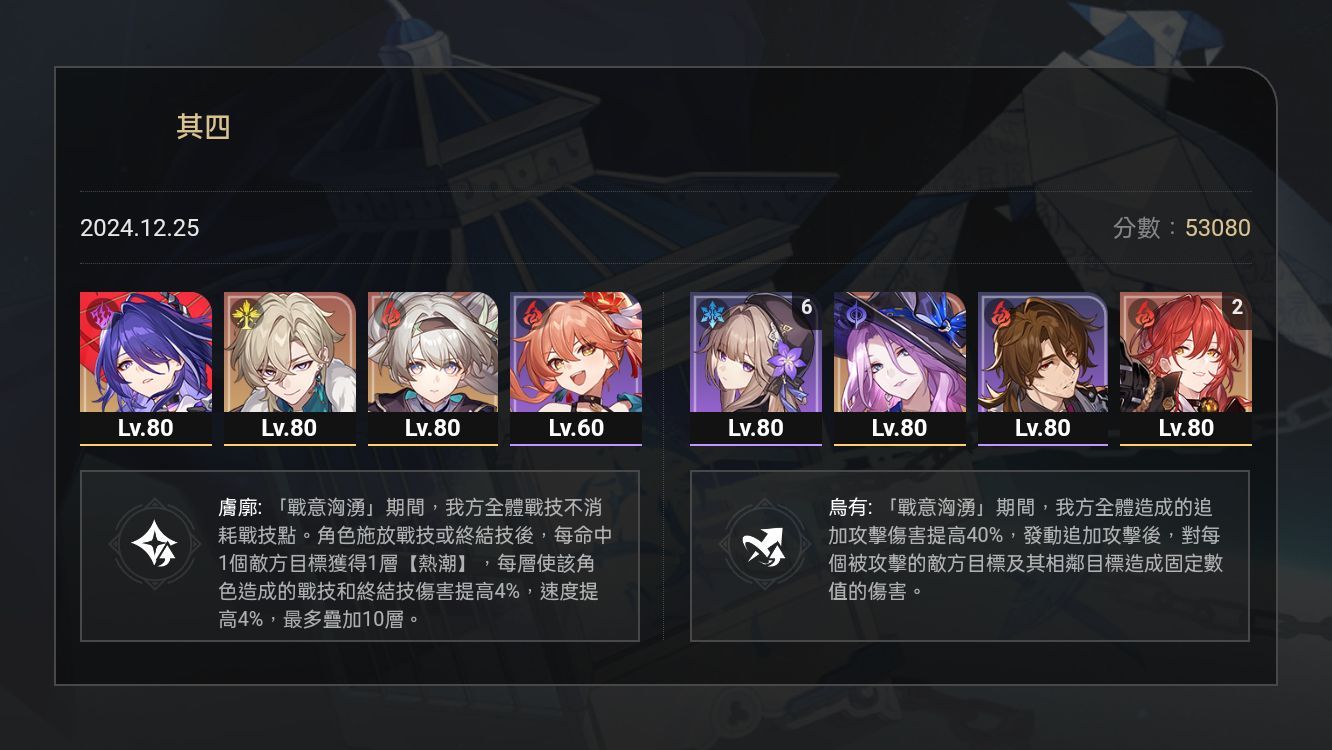 其四
2024.12.25
分數：53080
Lv.80
Lv.80
Lv.80
Lv.60
6
Lv.80
Lv.80
Lv.80
2
Lv.80
膚廓:「戰意洶湧」期間，我方全體戰技不消
耗戰技點。角色施放戰技或終結技後，每命中
1個敵方目標獲得1層【熱潮】，每層使該角
色造成的戰技和終結技傷害提高4%，速度提
高4%，最多疊加10層。
烏有:「戰意洶湧」期間，我方全體造成的追
加攻擊傷害提高40%，發動追加攻擊後，對每
個被攻擊的敵方目標及其相鄰目標造成固定數
值的傷害。